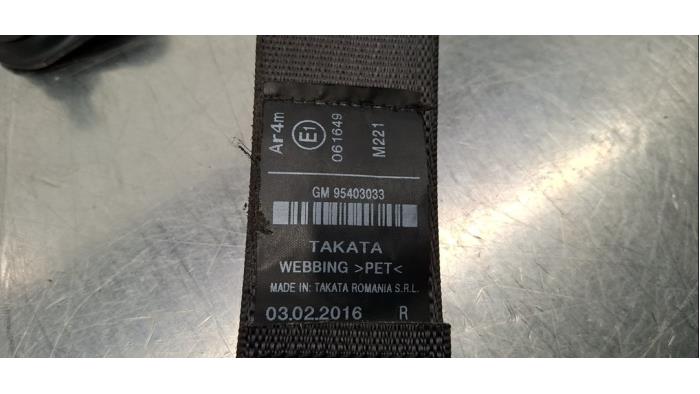 Ar4m
E1
061649
M221
GM 95403033
TAKATA
WEBBING >PET<
MADE IN: TAKATA ROMANIA S.R.L.
03.02.2016 R